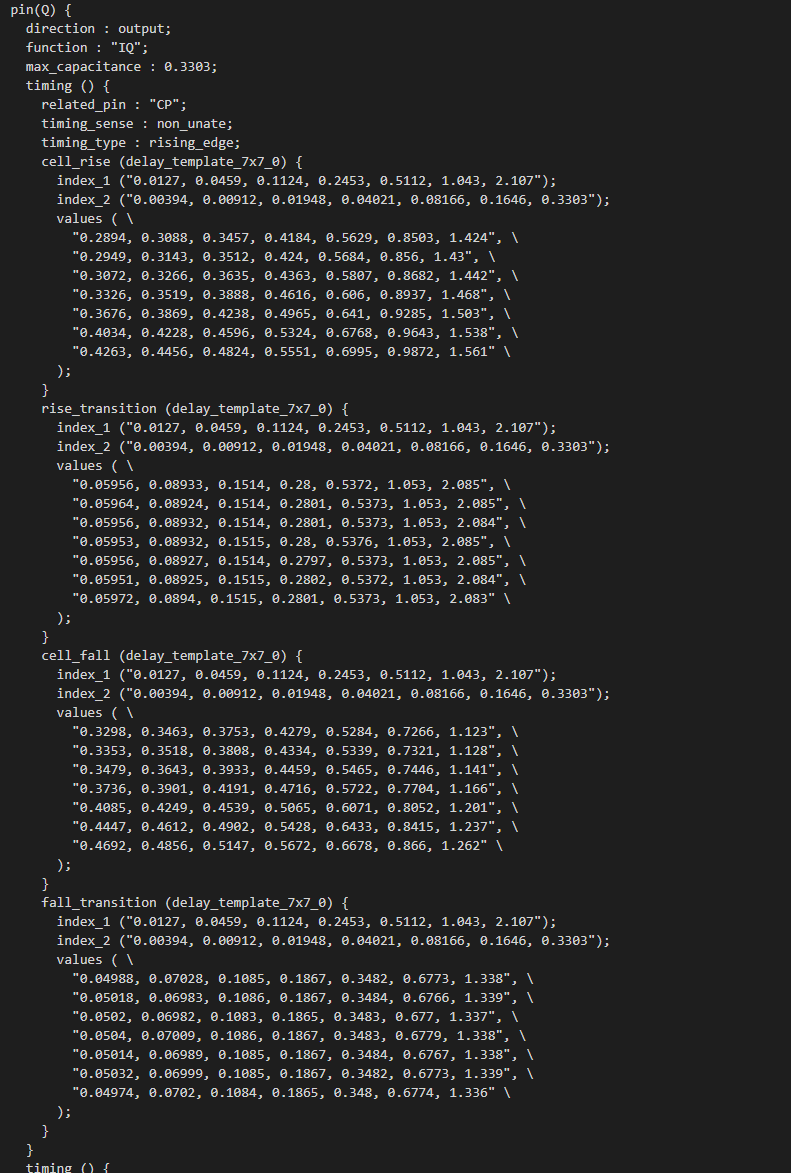 pin(Q) {
direction : output;
function : "IQ";
max_capacitance : 0.3303;
timing () {
related_pin : "CP";
timing_sense : non_unate;
timing_type : rising_edge;
cell_rise (delay_template_7x7_0) {
index_1 ("0.0127, 0.0459, 0.1124, 0.2453, 0.5112, 1.043, 2.107");
index_2 ("0.00394, 0.00912, 0.01948, 0.04021, 0.08166, 0.1646, 0.3303");
values ( \
"0.2894, 0.3088, 0.3457, 0.4184, 0.5629, 0.8503, 1.424", \
"0.2949, 0.3143, 0.3512, 0.424, 0.5684, 0.856, 1.43", \
"0.3072, 0.3266, 0.3635, 0.4363, 0.5807, 0.8682, 1.442", \
"0.3326, 0.3519, 0.3888, 0.4616, 0.606, 0.8937, 1.468", \
"0.3676, 0.3869, 0.4238, 0.4965, 0.641, 0.9285, 1.503", \
"0.4034, 0.4228, 0.4596, 0.5324, 0.6768, 0.9643, 1.538", \
"0.4263, 0.4456, 0.4824, 0.5551, 0.6995, 0.9872, 1.561" \
);
}
rise_transition (delay_template_7x7_0) {
index_1 ("0.0127, 0.0459, 0.1124, 0.2453, 0.5112, 1.043, 2.107");
index_2 ("0.00394, 0.00912, 0.01948, 0.04021, 0.08166, 0.1646, 0.3303");
values ( \
"0.05956, 0.08933, 0.1514, 0.28, 0.5372, 1.053, 2.085", \
"0.05964, 0.08924, 0.1514, 0.2801, 0.5373, 1.053, 2.085", \
"0.05956, 0.08932, 0.1514, 0.2801, 0.5373, 1.053, 2.084", \
"0.05953, 0.08932, 0.1515, 0.28, 0.5376, 1.053, 2.085", \
"0.05956, 0.08927, 0.1514, 0.2797, 0.5373, 1.053, 2.085", \
"0.05951, 0.08925, 0.1515, 0.2802, 0.5372, 1.053, 2.084", \
"0.05972, 0.0894, 0.1515, 0.2801, 0.5373, 1.053, 2.083" \
);
}
cell_fall (delay_template_7x7_0) {
index_1 ("0.0127, 0.0459, 0.1124, 0.2453, 0.5112, 1.043, 2.107");
index_2 ("0.00394, 0.00912, 0.01948, 0.04021, 0.08166, 0.1646, 0.3303");
values ( \
"0.3298, 0.3463, 0.3753, 0.4279, 0.5284, 0.7266, 1.123", \
"0.3353, 0.3518, 0.3808, 0.4334, 0.5339, 0.7321, 1.128", \
"0.3479, 0.3643, 0.3933, 0.4459, 0.5465, 0.7446, 1.141", \
"0.3736, 0.3901, 0.4191, 0.4716, 0.5722, 0.7704, 1.166", \
"0.4085, 0.4249, 0.4539, 0.5065, 0.6071, 0.8052, 1.201", \
"0.4447, 0.4612, 0.4902, 0.5428, 0.6433, 0.8415, 1.237", \
"0.4692, 0.4856, 0.5147, 0.5672, 0.6678, 0.866, 1.262" \
);
}
fall_transition (delay_template_7x7_0) {
index_1 ("0.0127, 0.0459, 0.1124, 0.2453, 0.5112, 1.043, 2.107");
index_2 ("0.00394, 0.00912, 0.01948, 0.04021, 0.08166, 0.1646, 0.3303");
values ( \
"0.04988, 0.07028, 0.1085, 0.1867, 0.3482, 0.6773, 1.338", \
"0.05018, 0.06983, 0.1086, 0.1867, 0.3484, 0.6766, 1.339", \
"0.0502, 0.06982, 0.1083, 0.1865, 0.3483, 0.677, 1.337", \
"0.0504, 0.07009, 0.1086, 0.1867, 0.3483, 0.6779, 1.338", \
"0.05014, 0.06989, 0.1085, 0.1867, 0.3484, 0.6767, 1.338", \
"0.05032, 0.06999, 0.1085, 0.1867, 0.3482, 0.6773, 1.339", \
"0.04974, 0.0702, 0.1084, 0.1865, 0.348, 0.6774, 1.336" \
);
}
}
timing () {